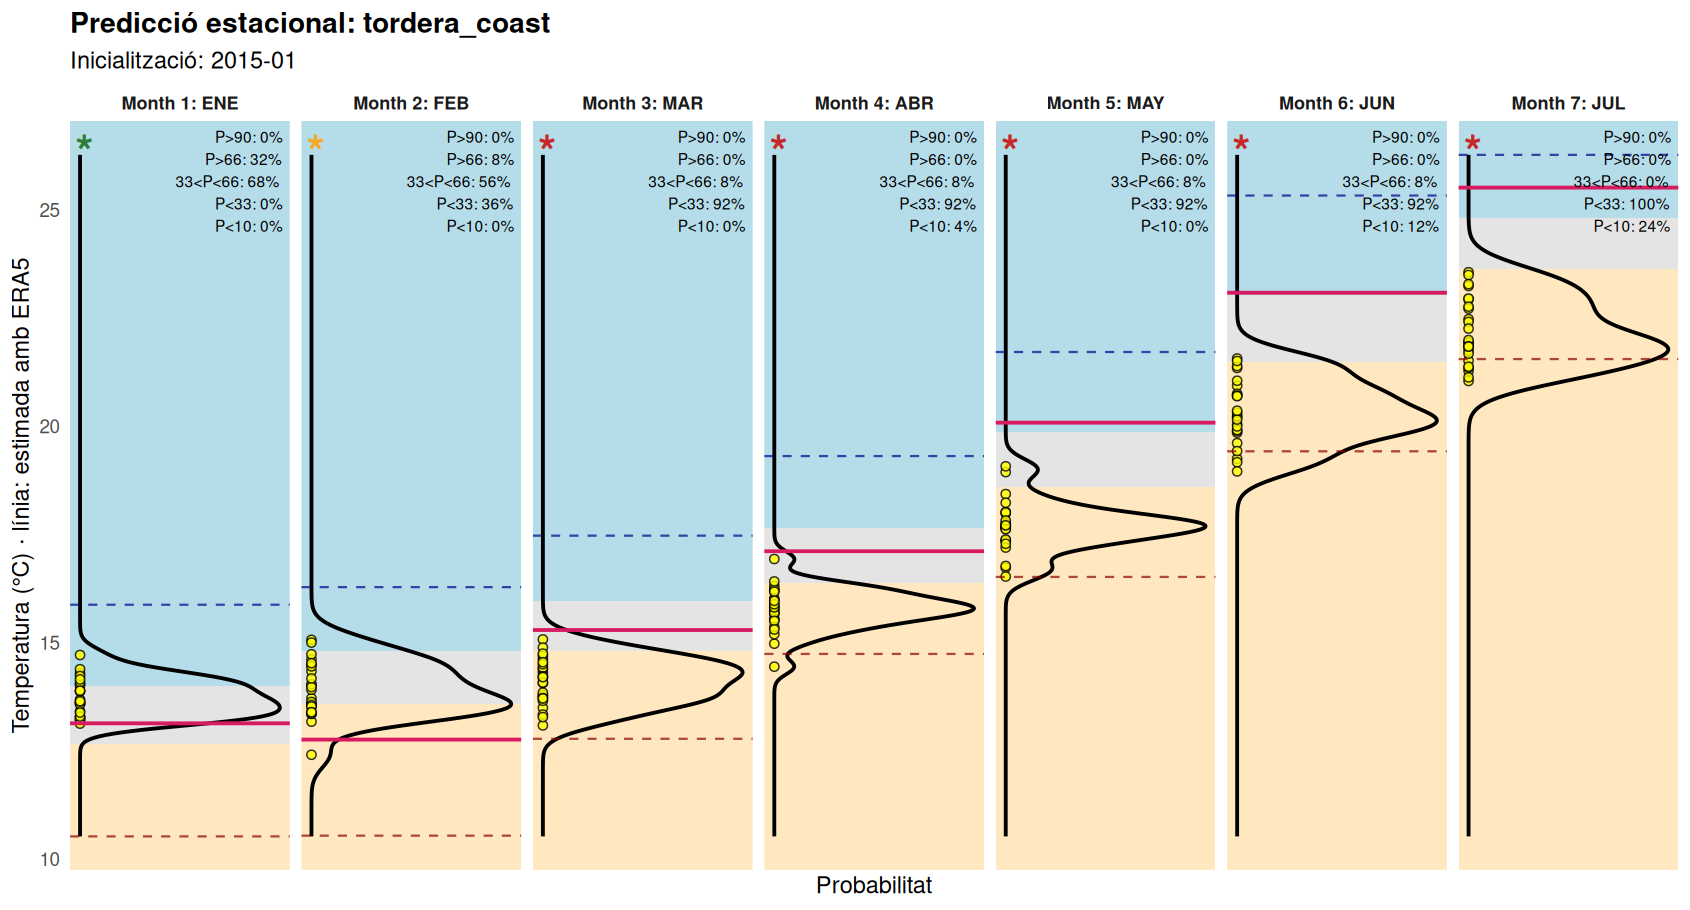 Predicció estacional: tordera_coast
Inicialització: 2015-01
Month 1: ENE
Month 2: FEB
Month 3: MAR
Month 4: ABR
Month 5: MAY
Month 6: JUN
Month 7: JUL
*
P>90: 0%
P>66: 32%
33<P<66: 68%
P<33: 0%
P<10: 0%
*
P>90: 0%
P>66: 8%
33<P<66: 56%
P<33: 36%
P<10: 0%
*
P>90: 0%
P>66: 0%
33<P<66: 8%
P<33: 92%
P<10: 0%
*
P>90: 0%
P>66: 0%
33<P<66: 8%
P<33: 92%
P<10: 4%
*
P>90: 0%
P>66: 0%
33<P<66: 8%
P<33: 92%
P<10: 0%
*
P>90: 0%
P>66: 0%
33<P<66: 8%
P<33: 92%
P<10: 12%
*
P>90: 0%
P>66: 0%
33<P<66: 0%
P<33: 100%
P<10: 24%
25
20
15
10
Temperatura (°C) · línia: estimada amb ERA5
Probabilitat